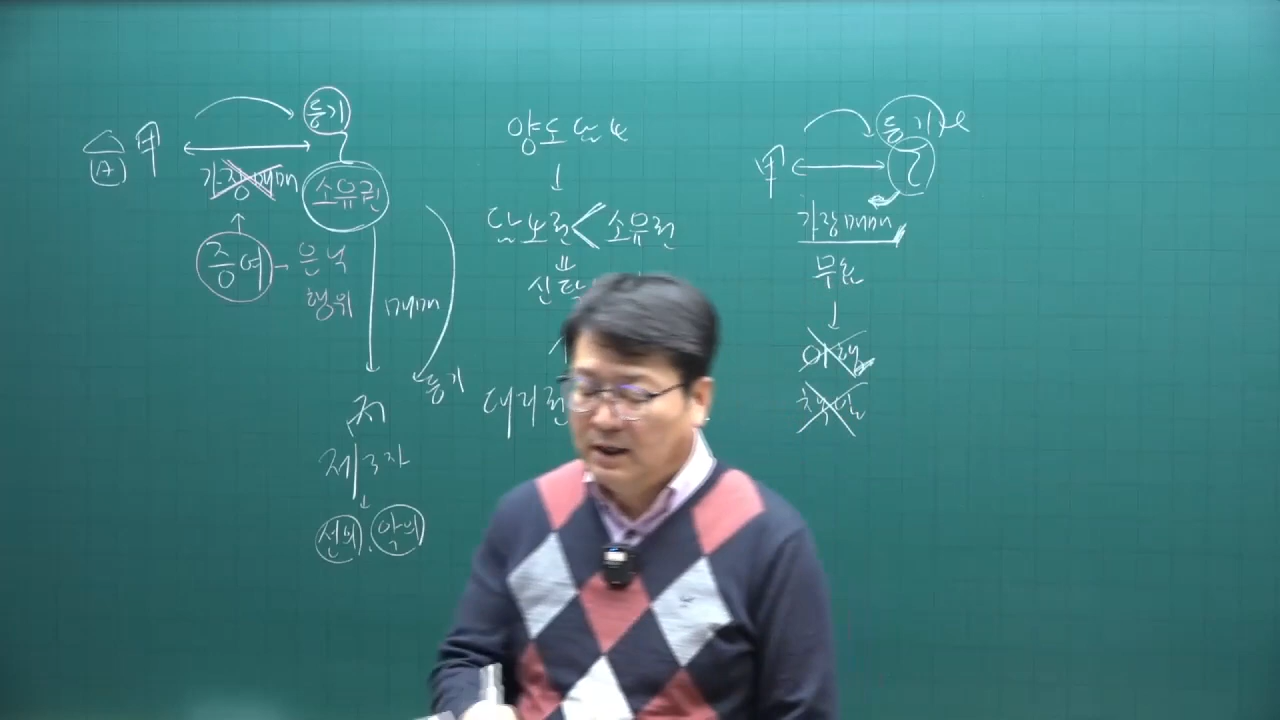 甲
A
등기
가장매매
소유권
증여
은닉
행위
매매
등기
제3자
선의
악의
양도담보
↓
담보권 < 소유권
신탁
대리권
甲
등기
乙
가장매매
무효
↓
이행